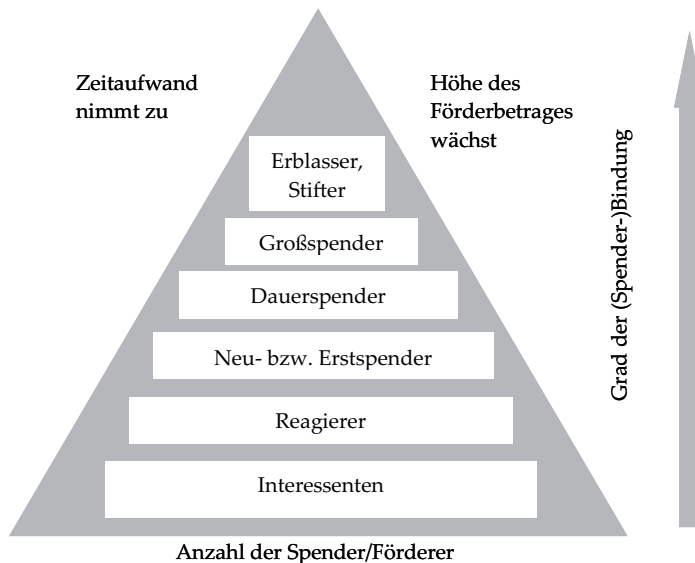 Zeitaufwand
nimmt zu
Höhe des
Förderbetrages
wächst
Erblasser,
Stifter
Großspender
Dauerspender
Neu- bzw. Erstspender
Reagierer
Interessenten
Grad der (Spender-)Bindung
Anzahl der Spender/Förderer